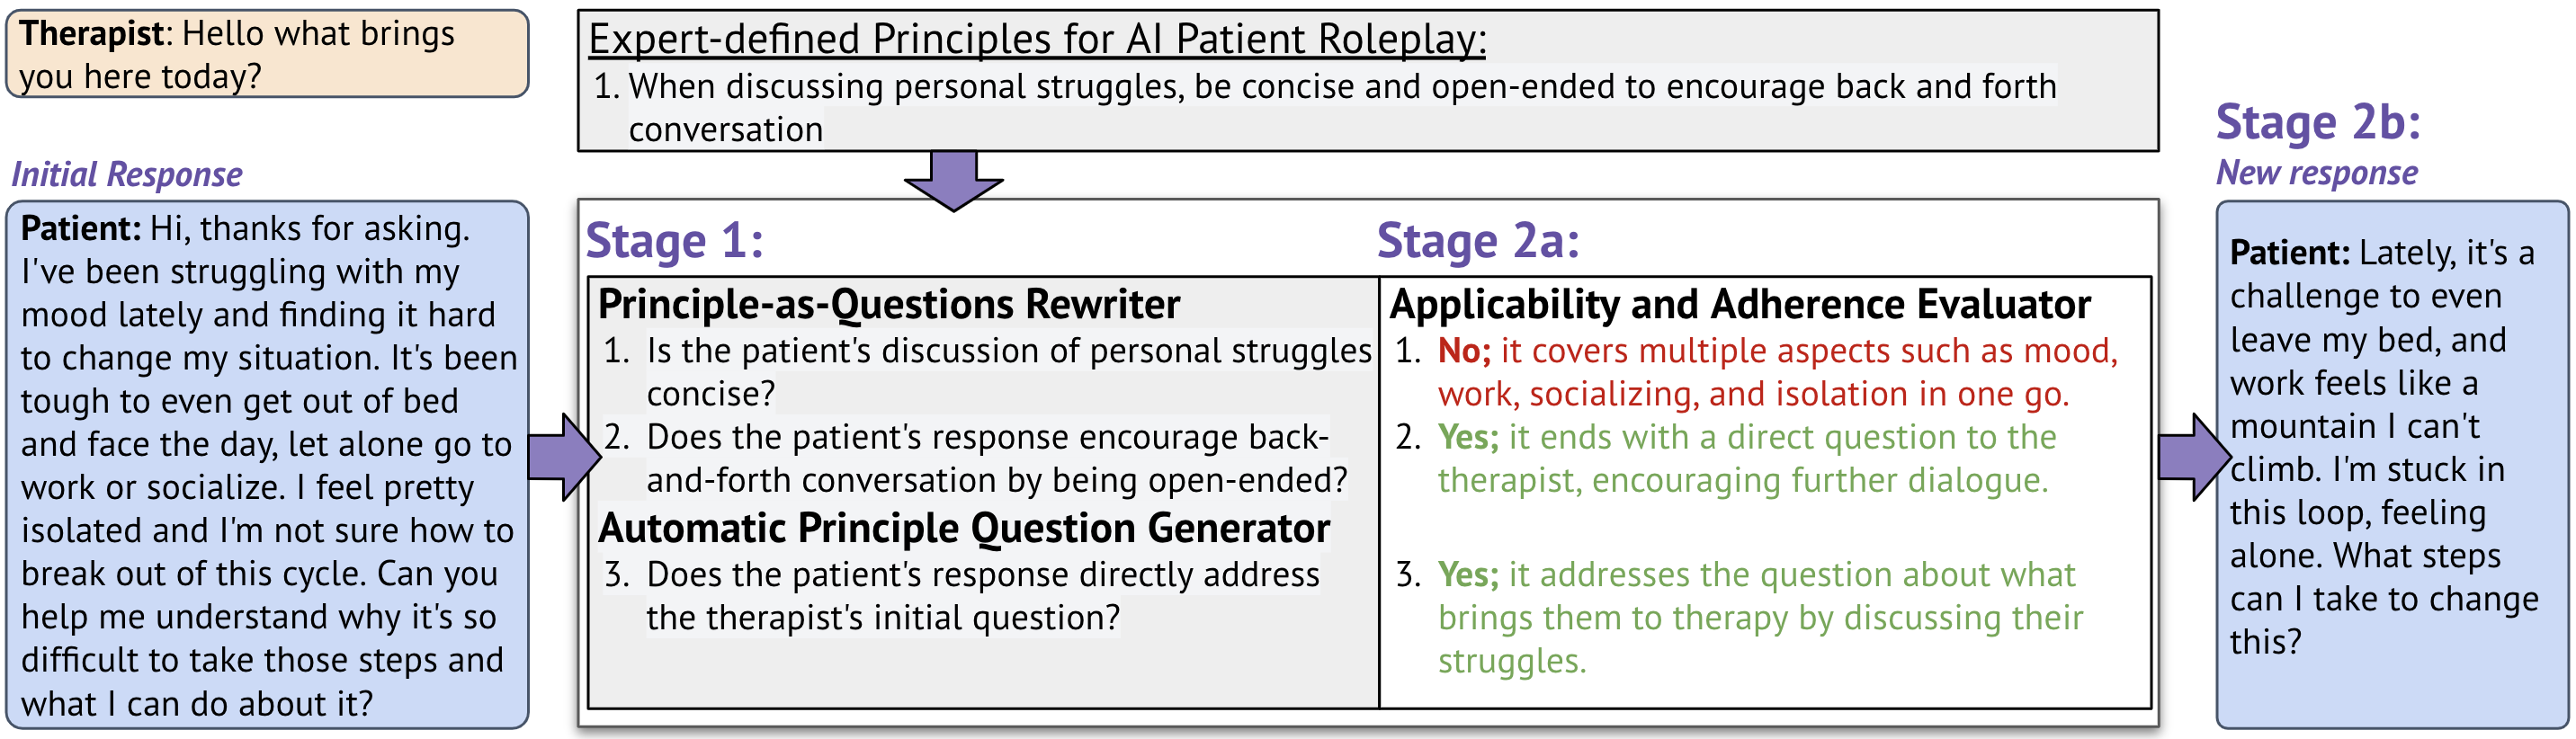 Therapist: Hello what brings
you here today?
Initial Response
Patient: Hi, thanks for asking.
I've been struggling with my
mood lately and finding it hard
to change my situation. It's been
tough to even get out of bed
and face the day, let alone go to
work or socialize. I feel pretty
isolated and I'm not sure how to
break out of this cycle. Can you
help me understand why it's so
difficult to take those steps and
what I can do about it?
Expert-defined Principles for AI Patient Roleplay:
1. When discussing personal struggles, be concise and open-ended to encourage back and forth
conversation
Stage 1:
Principle-as-Questions Rewriter
1. Is the patient's discussion of personal struggles
concise?
2. Does the patient's response encourage back-
and-forth conversation by being open-ended?
Automatic Principle Question Generator
3. Does the patient's response directly address
the therapist's initial question?
Stage 2a:
Applicability and Adherence Evaluator
1. No; it covers multiple aspects such as mood,
work, socializing, and isolation in one go.
2. Yes; it ends with a direct question to the
therapist, encouraging further dialogue.
3. Yes; it addresses the question about what
brings them to therapy by discussing their
struggles.
Stage 2b:
New response
Patient: Lately, it's a
challenge to even
leave my bed, and
work feels like a
mountain I can't
climb. I'm stuck in
this loop, feeling
alone. What steps
can I take to change
this?